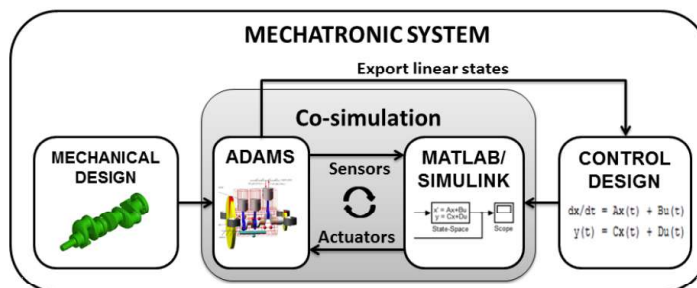 MECHATRONIC SYSTEM
Export linear states
Co-simulation
MECHANICAL
DESIGN
ADAMS
Sensors
Actuators
MATLAB/
SIMULINK
x' = Ax+Bu
y = Cx+Du
State-Space
Scope
CONTROL
DESIGN
dx/dt = Ax(t) + Bu(t)
y(t) = Cx(t) + Du(t)